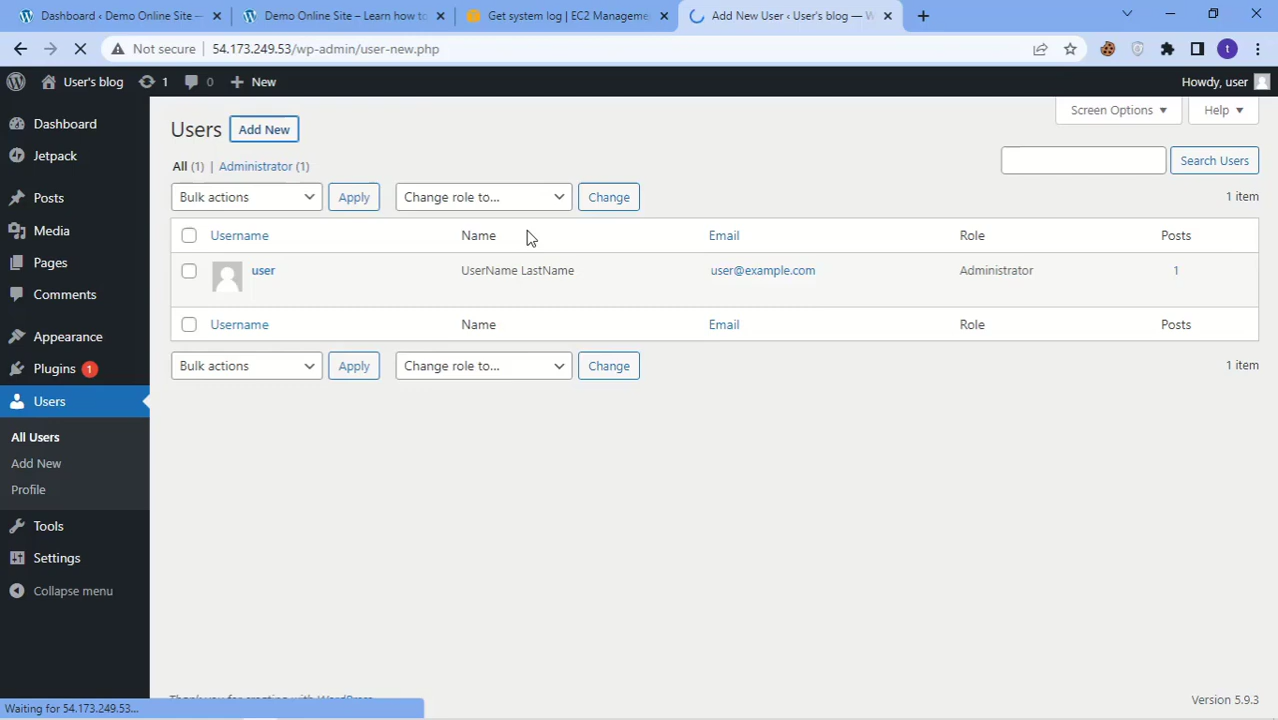 Dashboard ‹ Demo Online Site —
Demo Online Site – Learn how to
Get system log | EC2 Manageme
Add New User ‹ User's blog — W
Not secure 54.173.249.53/wp-admin/user-new.php
t
User's blog 1 0 New
Howdy, user
Dashboard
Jetpack
Posts
Media
Pages
Comments
Appearance
Plugins 1
Users
All Users
Add New
Profile
Tools
Settings
Collapse menu
Screen Options Help
Users Add New
All (1) | Administrator (1)
Search Users
Bulk actions Apply Change role to... Change 1 item
Username Name Email Role Posts
user UserName LastName user@example.com Administrator 1
Username Name Email Role Posts
Bulk actions Apply Change role to... Change 1 item
Thank you for creating with WordPress.
Version 5.9.3
Waiting for 54.173.249.53...